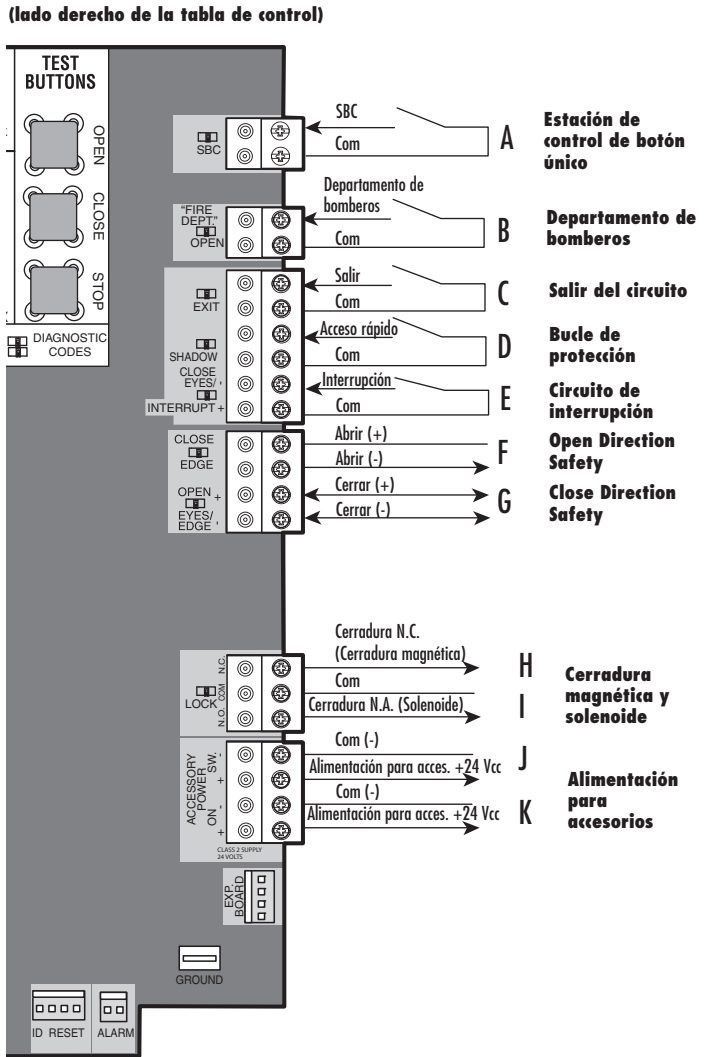 (lado derecho de la tabla de control)
TEST
BUTTONS
OPEN
CLOSE
STOP
DIAGNOSTIC
CODES
SBC
SBC
Com
A
Estación de
control de botón
único
"FIRE
DEPT."
OPEN
Departamento de
bomberos
Com
B
Departamento de
bomberos
EXIT
Salir
Com
C
Salir del circuito
SHADOW
Acceso rápido
Com
D
Bucle de
protección
CLOSE
EYES/ -
INTERRUPT +
Interrupción
Com
E
Circuito de
interrupción
CLOSE
EDGE
Abrir (+)
Abrir (-)
F
Open Direction
Safety
OPEN +
EYES/
EDGE -
Cerrar (+)
Cerrar (-)
G
Close Direction
Safety
LOCK
N.C.
COM
N.O.
Cerradura N.C.
(Cerradura magnética)
Com
Cerradura N.A. (Solenoide)
H
I
Cerradura
magnética y
solenoide
ACCESSORY
POWER
SW. - +
ON - +
Com (-)
Alimentación para acces. +24 Vcc
Com (-)
Alimentación para acces. +24 Vcc
J
K
Alimentación
para
accesorios
CLASS 2 SUPPLY
24 VOLTS
EXP.
BOARD
GROUND
ID RESET
ALARM